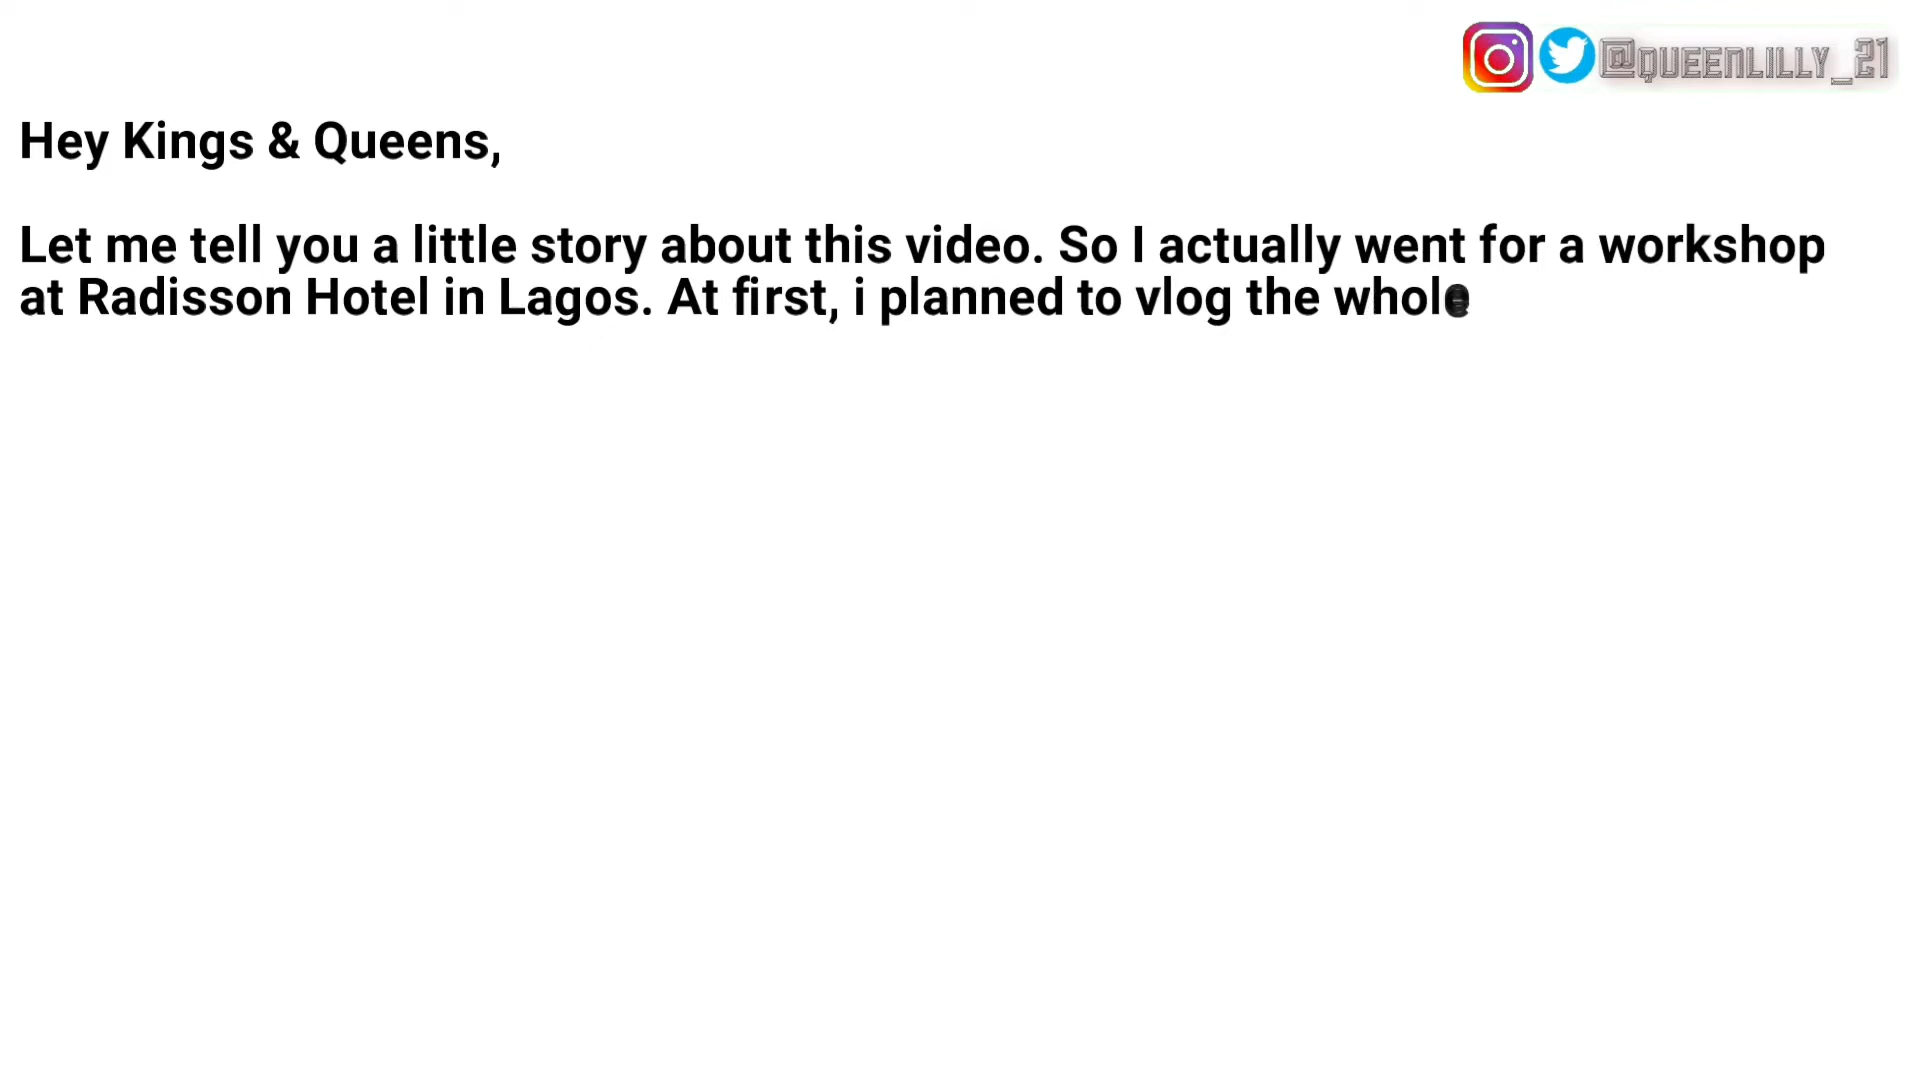 @QUEENLILLY_21
Hey Kings & Queens,
Let me tell you a little story about this video. So I actually went for a workshop
at Radisson Hotel in Lagos. At first, i planned to vlog the whole